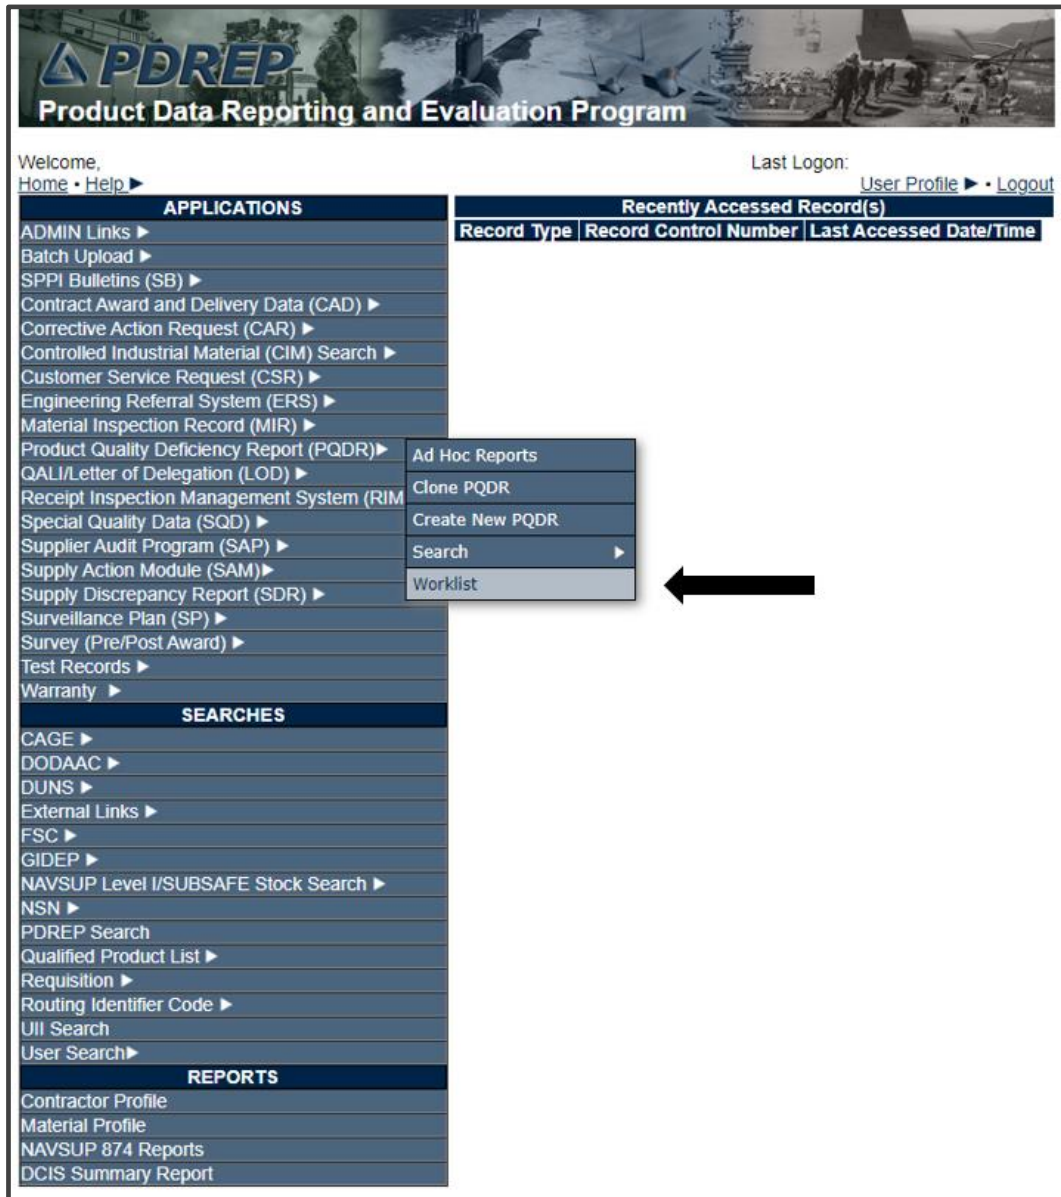 PDREP
Product Data Reporting and Evaluation Program
Welcome,
Last Logon:
Home • Help ▶
User Profile ▶ • Logout
APPLICATIONS
ADMIN Links ▶
Batch Upload ▶
SPPI Bulletins (SB) ▶
Contract Award and Delivery Data (CAD) ▶
Corrective Action Request (CAR) ▶
Controlled Industrial Material (CIM) Search ▶
Customer Service Request (CSR) ▶
Engineering Referral System (ERS) ▶
Material Inspection Record (MIR) ▶
Product Quality Deficiency Report (PQDR)▶
QALI/Letter of Delegation (LOD) ▶
Receipt Inspection Management System (RIM
Special Quality Data (SQD) ▶
Supplier Audit Program (SAP) ▶
Supply Action Module (SAM)▶
Supply Discrepancy Report (SDR) ▶
Surveillance Plan (SP) ▶
Survey (Pre/Post Award) ▶
Test Records ▶
Warranty ▶
Ad Hoc Reports
Clone PQDR
Create New PQDR
Search ▶
Worklist
SEARCHES
CAGE ▶
DODAAC ▶
DUNS ▶
External Links ▶
FSC ▶
GIDEP ▶
NAVSUP Level I/SUBSAFE Stock Search ▶
NSN ▶
PDREP Search
Qualified Product List ▶
Requisition ▶
Routing Identifier Code ▶
UII Search
User Search▶
REPORTS
Contractor Profile
Material Profile
NAVSUP 874 Reports
DCIS Summary Report
Recently Accessed Record(s)
Record Type Record Control Number Last Accessed Date/Time